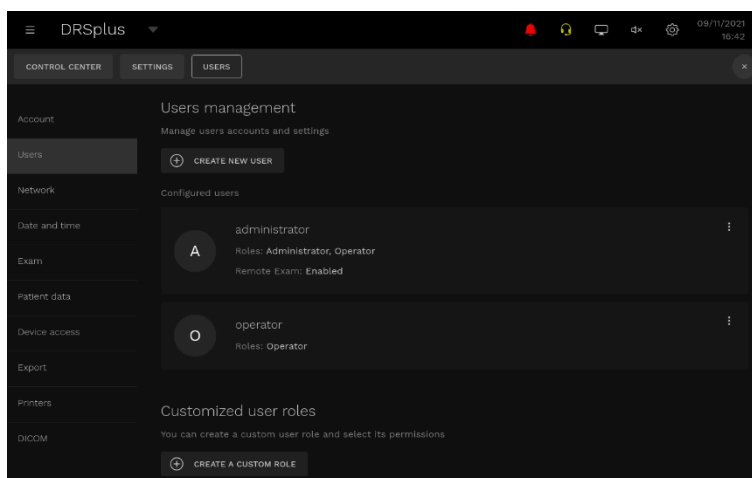 DRSplus
09/11/2021
16:42
CONTROL CENTER
SETTINGS
USERS
Account
Users
Network
Date and time
Exam
Patient data
Device access
Export
Printers
DICOM
Users management
Manage users accounts and settings
CREATE NEW USER
Configured users
A
administrator
Roles: Administrator, Operator
Remote Exam: Enabled
O
operator
Roles: Operator
Customized user roles
You can create a custom user role and select its permissions
CREATE A CUSTOM ROLE